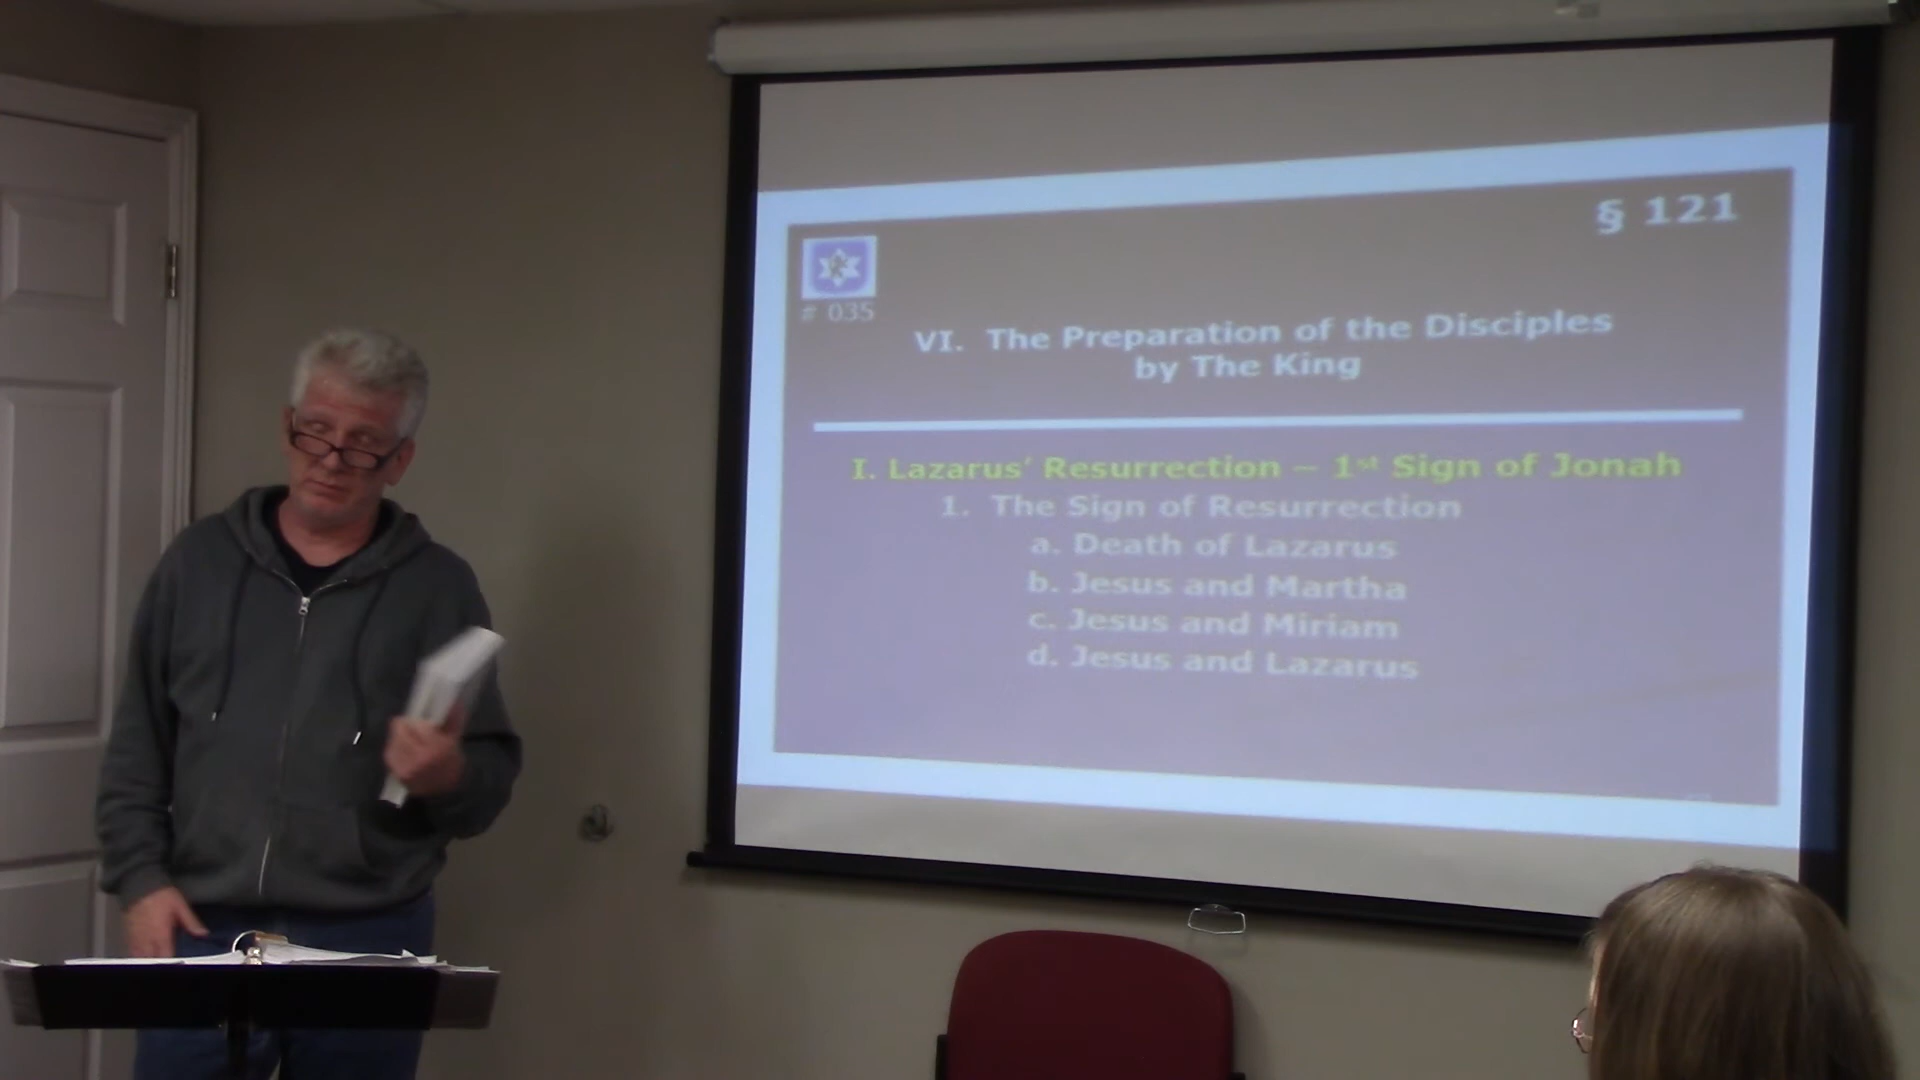 § 121
# 035
VI. The Preparation of the Disciples
by The King
I. Lazarus’ Resurrection – 1st Sign of Jonah
1. The Sign of Resurrection
a. Death of Lazarus
b. Jesus and Martha
c. Jesus and Miriam
d. Jesus and Lazarus